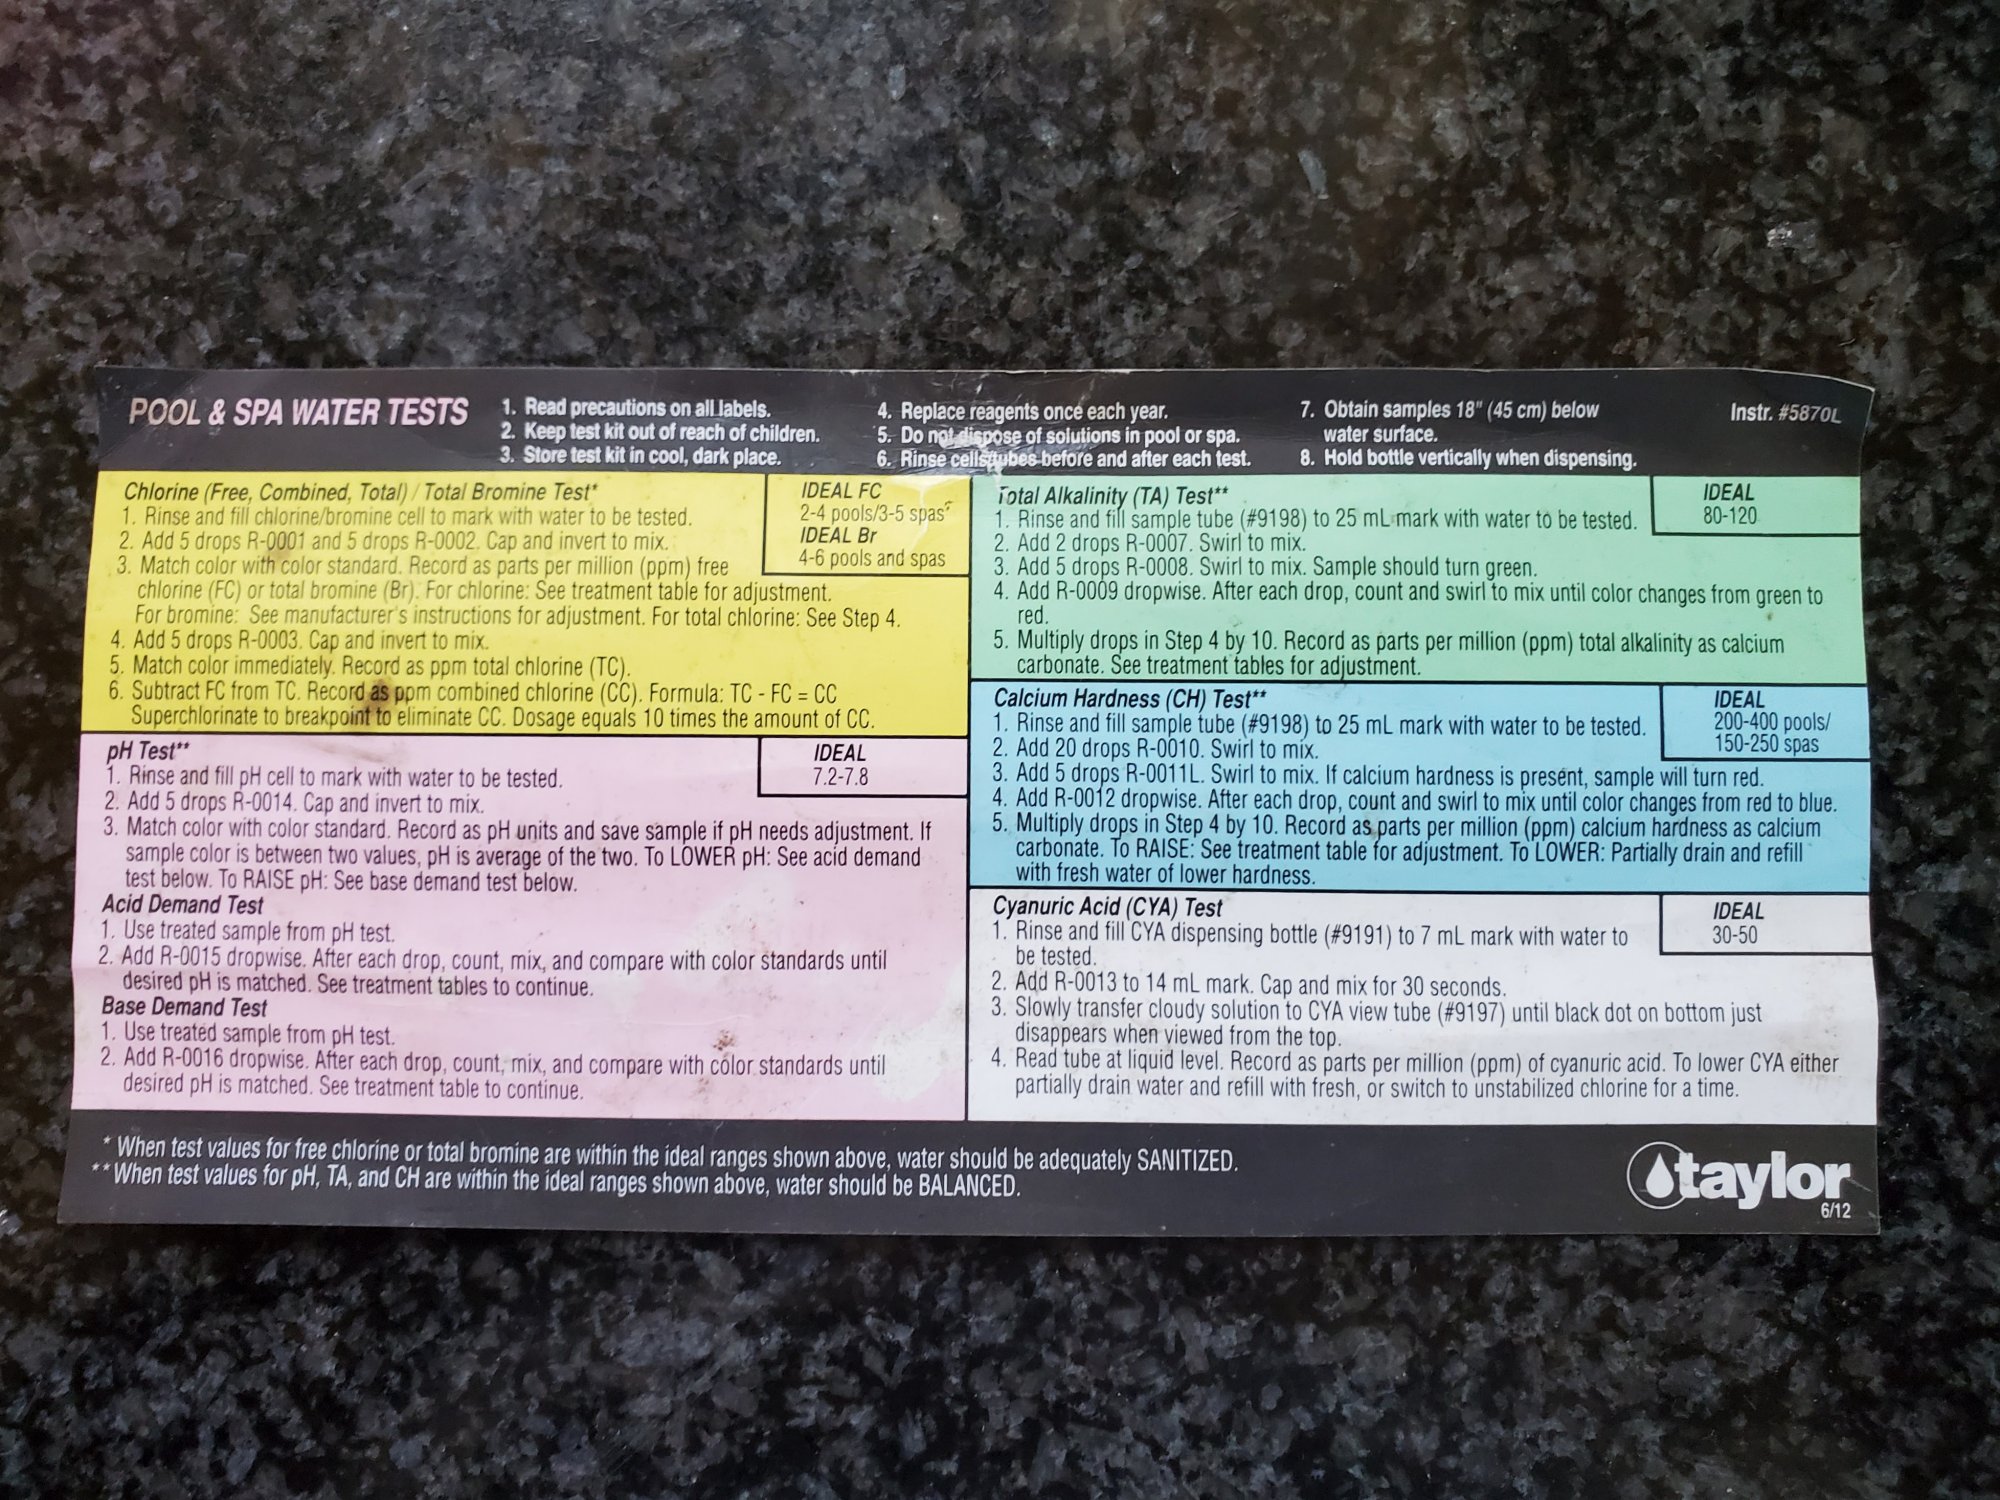 POOL & SPA WATER TESTS
1. Read precautions on all labels.
2. Keep test kit out of reach of children.
3. Store test kit in cool, dark place.
4. Replace reagents once each year.
5. Do not dispose of solutions in pool or spa.
6. Rinse cells/tubes before and after each test.
7. Obtain samples 18" (45 cm) below
water surface.
8. Hold bottle vertically when dispensing.
Instr. #5870L
Chlorine (Free, Combined, Total) / Total Bromine Test*
1. Rinse and fill chlorine/bromine cell to mark with water to be tested.
2. Add 5 drops R-0001 and 5 drops R-0002. Cap and invert to mix.
3. Match color with color standard. Record as parts per million (ppm) free
chlorine (FC) or total bromine (Br). For chlorine: See treatment table for adjustment.
For bromine: See manufacturer's instructions for adjustment. For total chlorine: See Step 4.
4. Add 5 drops R-0003. Cap and invert to mix.
5. Match color immediately. Record as ppm total chlorine (TC).
6. Subtract FC from TC. Record as ppm combined chlorine (CC). Formula: TC - FC = CC
Superchlorinate to breakpoint to eliminate CC. Dosage equals 10 times the amount of CC.
IDEAL FC
2-4 pools/3-5 spas
IDEAL Br
4-6 pools and spas
pH Test**
1. Rinse and fill pH cell to mark with water to be tested.
2. Add 5 drops R-0014. Cap and invert to mix.
3. Match color with color standard. Record as pH units and save sample if pH needs adjustment. If
sample color is between two values, pH is average of the two. To LOWER pH: See acid demand
test below. To RAISE pH: See base demand test below.
IDEAL
7.2-7.8
Acid Demand Test
1. Use treated sample from pH test.
2. Add R-0015 dropwise. After each drop, count, mix, and compare with color standards until
desired pH is matched. See treatment tables to continue.
Base Demand Test
1. Use treated sample from pH test.
2. Add R-0016 dropwise. After each drop, count, mix, and compare with color standards until
desired pH is matched. See treatment table to continue.
Total Alkalinity (TA) Test**
1. Rinse and fill sample tube (#9198) to 25 mL mark with water to be tested.
2. Add 2 drops R-0007. Swirl to mix.
3. Add 5 drops R-0008. Swirl to mix. Sample should turn green.
4. Add R-0009 dropwise. After each drop, count and swirl to mix until color changes from green to
red.
5. Multiply drops in Step 4 by 10. Record as parts per million (ppm) total alkalinity as calcium
carbonate. See treatment tables for adjustment.
IDEAL
80-120
Calcium Hardness (CH) Test**
1. Rinse and fill sample tube (#9198) to 25 mL mark with water to be tested.
2. Add 20 drops R-0010. Swirl to mix.
3. Add 5 drops R-0011L. Swirl to mix. If calcium hardness is present, sample will turn red.
4. Add R-0012 dropwise. After each drop, count and swirl to mix until color changes from red to blue.
5. Multiply drops in Step 4 by 10. Record as parts per million (ppm) calcium hardness as calcium
carbonate. To RAISE: See treatment table for adjustment. To LOWER: Partially drain and refill
with fresh water of lower hardness.
IDEAL
200-400 pools/
150-250 spas
Cyanuric Acid (CYA) Test
1. Rinse and fill CYA dispensing bottle (#9191) to 7 mL mark with water to
be tested.
2. Add R-0013 to 14 mL mark. Cap and mix for 30 seconds.
3. Slowly transfer cloudy solution to CYA view tube (#9197) until black dot on bottom just
disappears when viewed from the top.
4. Read tube at liquid level. Record as parts per million (ppm) of cyanuric acid. To lower CYA either
partially drain water and refill with fresh, or switch to unstabilized chlorine for a time.
IDEAL
30-50
* When test values for free chlorine or total bromine are within the ideal ranges shown above, water should be adequately SANITIZED.
** When test values for pH, TA, and CH are within the ideal ranges shown above, water should be BALANCED.
taylor
6/12